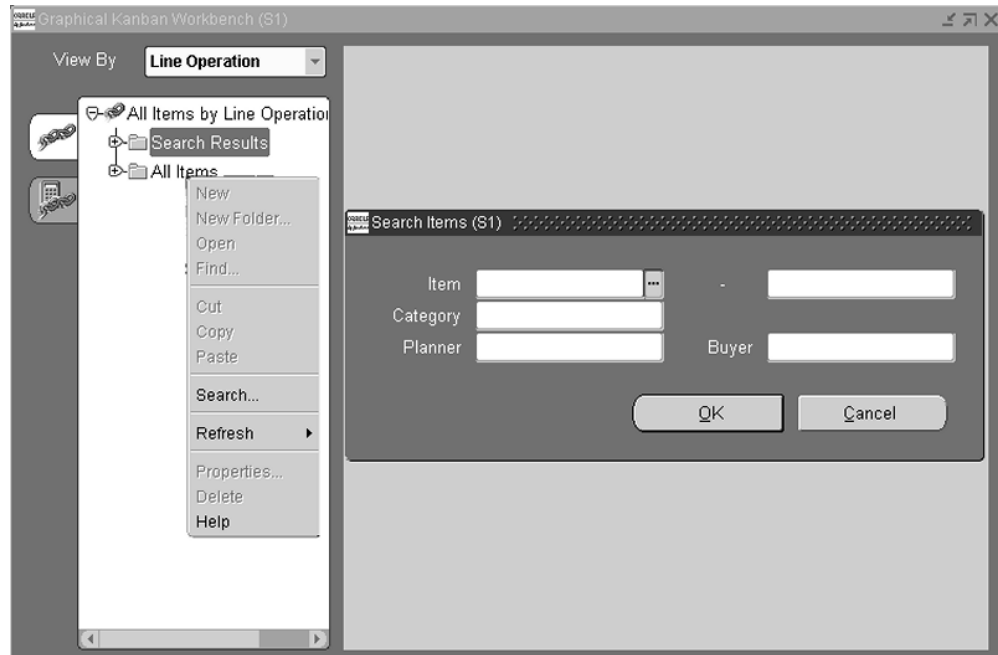 Graphical Kanban Workbench (S1)
View By Line Operation
All Items by Line Operation
Search Results
All Items
New
New Folder...
Open
Find...
Cut
Copy
Paste
Search...
Refresh
Properties...
Delete
Help
Search Items (S1)
Item -
Category
Planner Buyer
OK Cancel